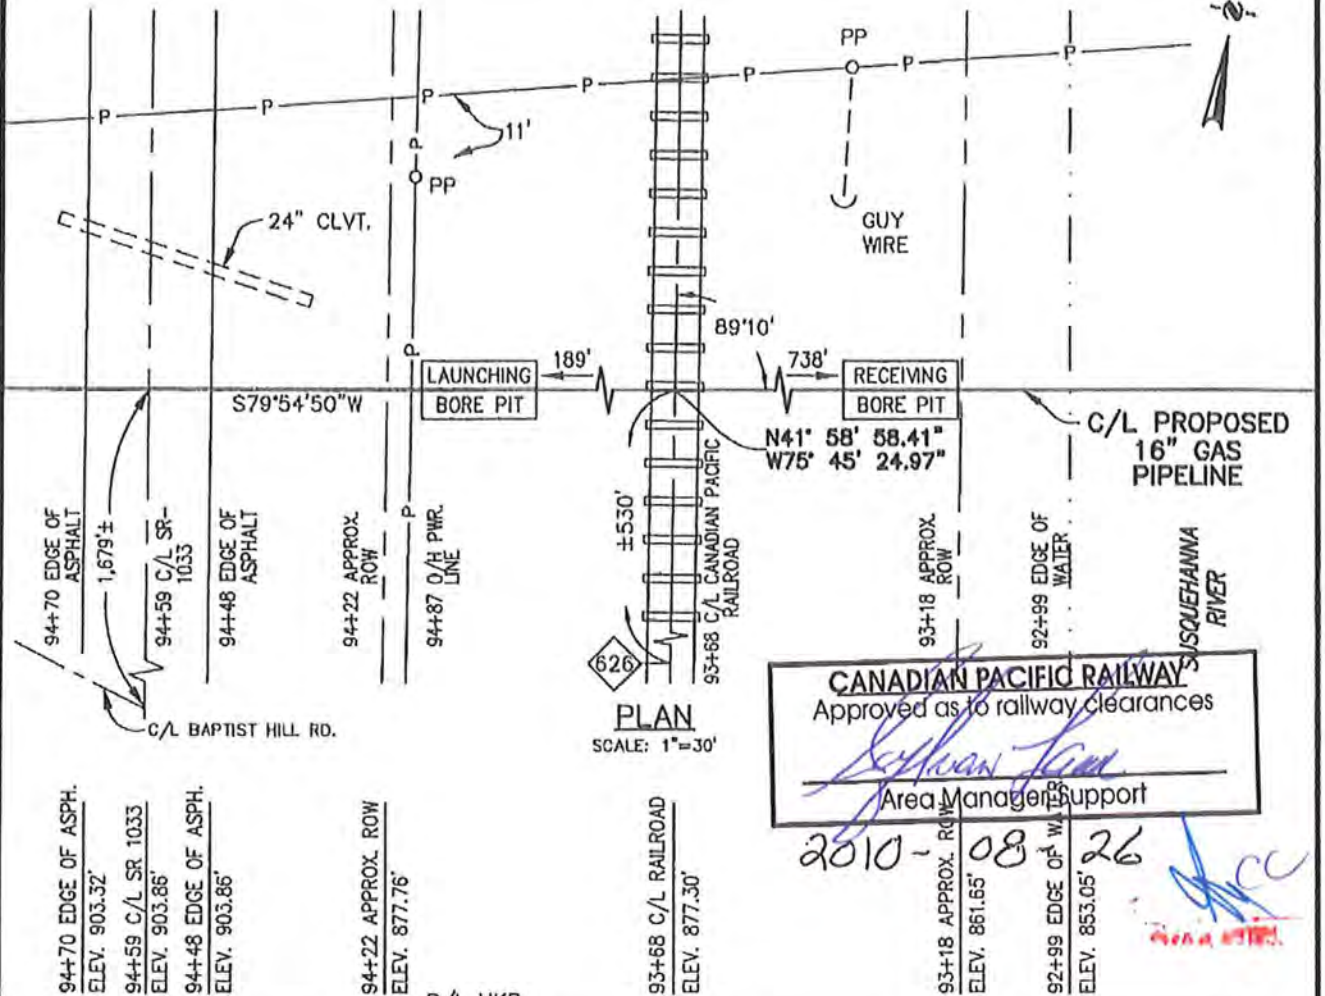 N
PP
P P P P P P P
11'
P
PP
24" CLVT.
GUY
WIRE
89°10'
P
LAUNCHING
BORE PIT
189'
738'
RECEIVING
BORE PIT
S79°54'50"W
N41° 58' 58.41"
W75° 45' 24.97"
C/L PROPOSED
16" GAS
PIPELINE
94+70 EDGE OF
ASPHALT
1,679'±
94+59 C/L SR-
1033
94+48 EDGE OF
ASPHALT
94+22 APPROX.
ROW
P
94+87 O/H PWR.
LINE
±530'
93+68 C/L CANADIAN PACIFIC
RAILROAD
93+18 APPROX.
ROW
92+99 EDGE OF
WATER
SUSQUEHANNA
RIVER
626
C/L BAPTIST HILL RD.
PLAN
SCALE: 1"=30'
CANADIAN PACIFIC RAILWAY
Approved as to railway clearances
Area Manager Support
2010-08-26
CC
94+70 EDGE OF ASPH.
ELEV. 903.32'
94+59 C/L SR 1033
ELEV. 903.86'
94+48 EDGE OF ASPH.
ELEV. 903.86'
94+22 APPROX. ROW
ELEV. 877.76'
93+68 C/L RAILROAD
ELEV. 877.30'
93+18 APPROX. ROW
ELEV. 861.65'
92+99 EDGE OF WATER
ELEV. 853.05'